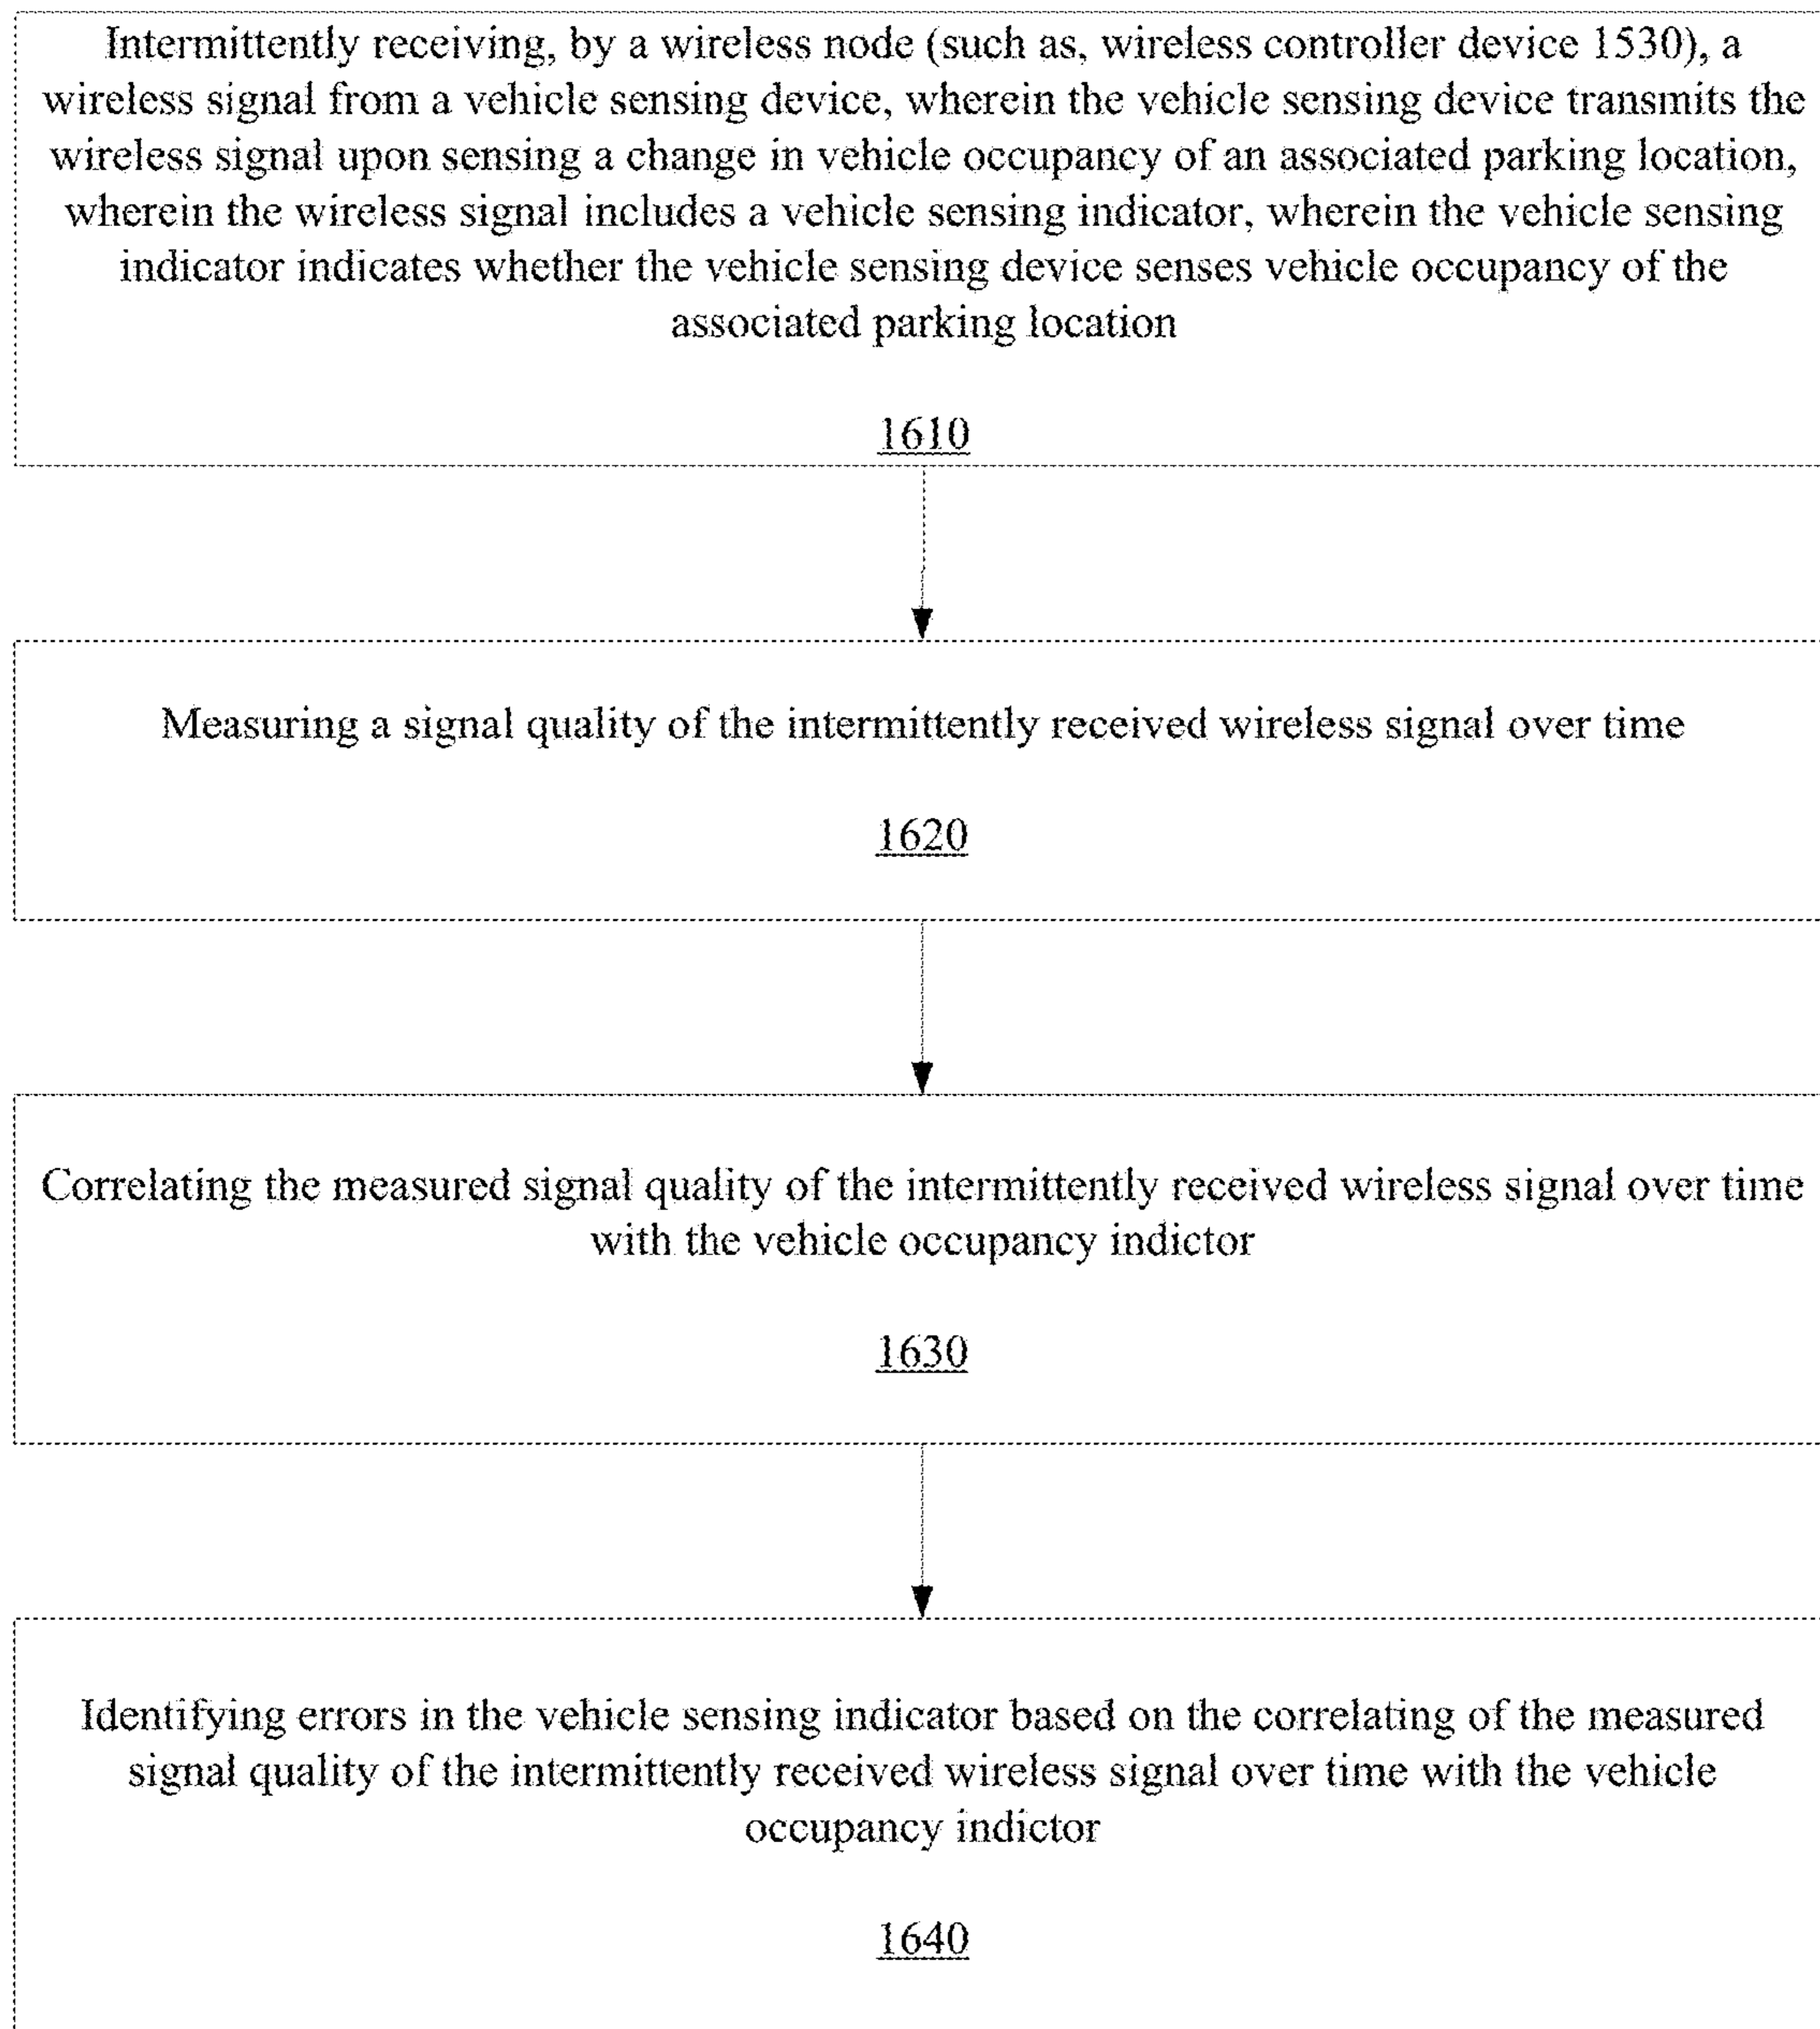 Intermittently receiving, by a wireless node (such as, wireless controller device 1530), a
wireless signal from a vehicle sensing device, wherein the vehicle sensing device transmits the
wireless signal upon sensing a change in vehicle occupancy of an associated parking location,
wherein the wireless signal includes a vehicle sensing indicator, wherein the vehicle sensing
indicator indicates whether the vehicle sensing device senses vehicle occupancy of the
associated parking location
1610
Measuring a signal quality of the intermittently received wireless signal over time
1620
Correlating the measured signal quality of the intermittently received wireless signal over time
with the vehicle occupancy indictor
1630
Identifying errors in the vehicle sensing indicator based on the correlating of the measured
signal quality of the intermittently received wireless signal over time with the vehicle
occupancy indictor
1640